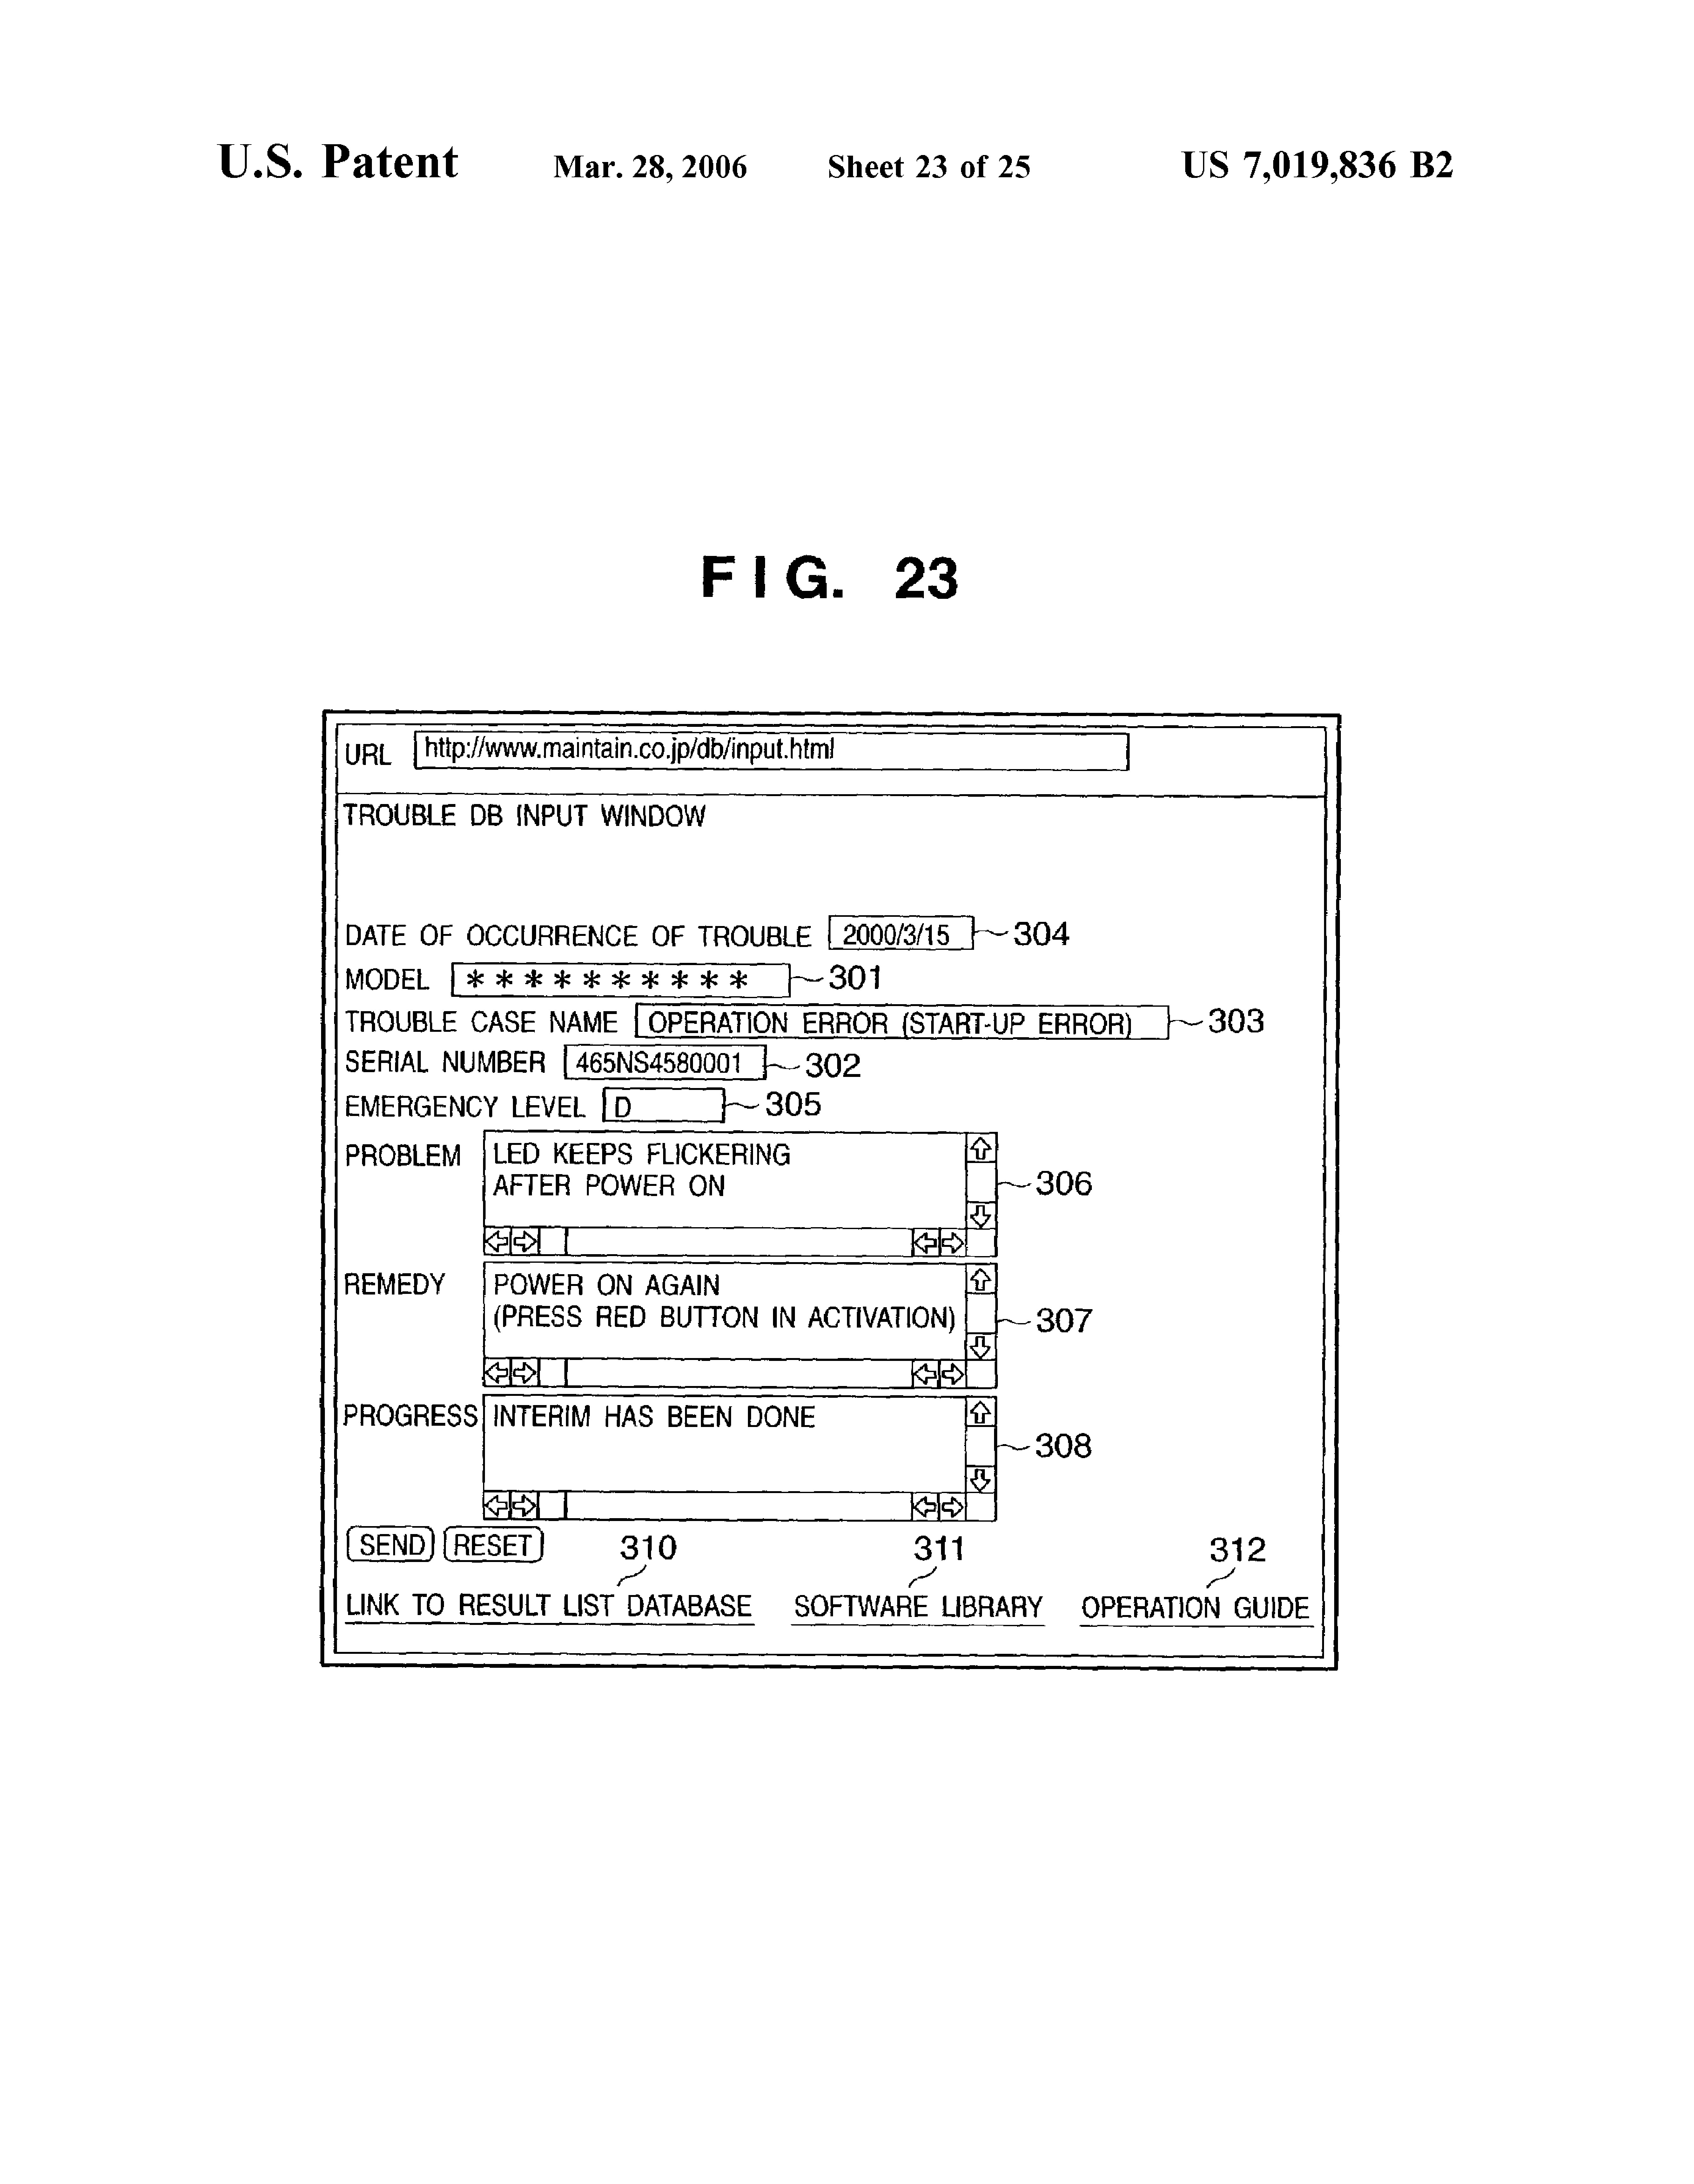 U.S. Patent Mar. 28, 2006 Sheet 23 of 25 US 7,019,836 B2
FIG. 23
URL http://www.maintain.co.jp/db/input.html
TROUBLE DB INPUT WINDOW
DATE OF OCCURRENCE OF TROUBLE 2000/3/15 304
MODEL ********** 301
TROUBLE CASE NAME OPERATION ERROR (START-UP ERROR) 303
SERIAL NUMBER 465NS4580001 302
EMERGENCY LEVEL D 305
PROBLEM LED KEEPS FLICKERING
AFTER POWER ON 306
REMEDY POWER ON AGAIN
(PRESS RED BUTTON IN ACTIVATION) 307
PROGRESS INTERIM HAS BEEN DONE
308
SEND RESET 310 311 312
LINK TO RESULT LIST DATABASE SOFTWARE LIBRARY OPERATION GUIDE